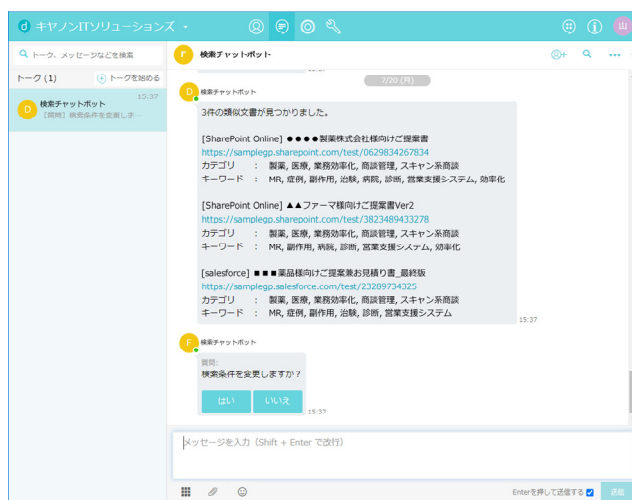 d キヤノンITソリューションズ
山
トーク、メッセージなどを検索
トーク (1)
トークを始める
D
検索チャットボット
15:37
[質問] 検索条件を変更しま…
r
検索チャットボット
7/20 (月)
D
検索チャットボット
3件の類似文書が見つかりました。
[SharePoint Online] ●●●●製薬株式会社様向けご提案書
https://samplegp.sharepoint.com/test/0629834267834
カテゴリ : 製薬, 医療, 業務効率化, 商談管理, スキャン系商談
キーワード : MR, 症例, 副作用, 治験, 病院, 診断, 営業支援システム, 効率化
[SharePoint Online] ▲▲ファーマ様向けご提案書Ver2
https://samplegp.sharepoint.com/test/3823489433278
カテゴリ : 製薬, 医療, 業務効率化, 商談管理, スキャン系商談
キーワード : MR, 副作用, 病院, 診断, 営業支援システム, 効率化
[salesforce] ■■■薬品様向けご提案兼お見積り書_最終版
https://samplegp.salesforce.com/test/23289734325
カテゴリ : 製薬, 医療, 業務効率化, 商談管理, スキャン系商談
キーワード : MR, 症例, 副作用, 治験, 診断, 営業支援システム
15:37
F
検索チャットボット
質問:
検索条件を変更しますか？
はい
いいえ
15:37
メッセージを入力 (Shift + Enter で改行)
Enterを押して送信する
送信